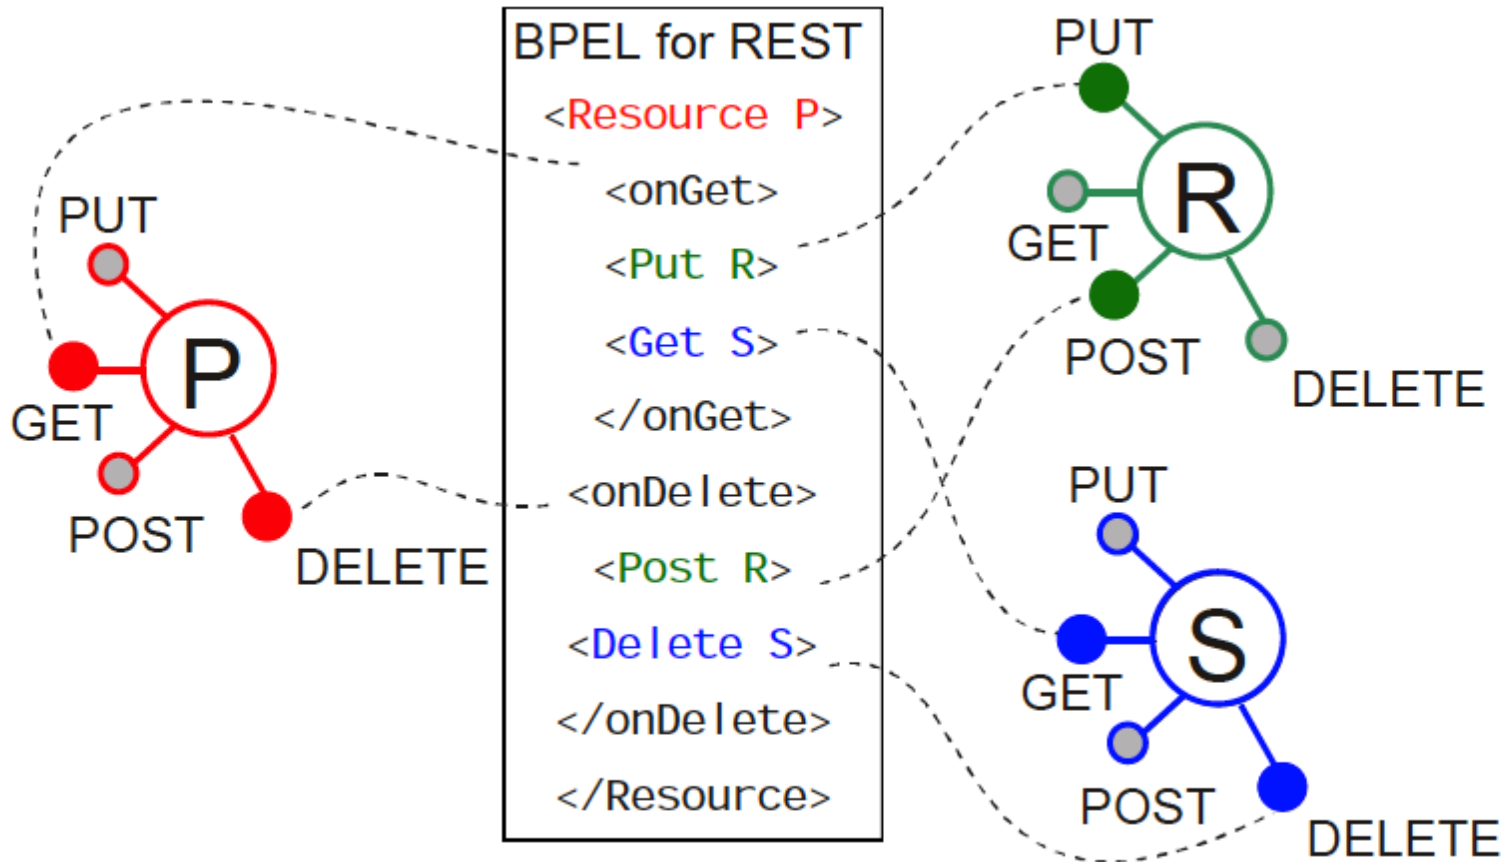 BPEL for REST
<Resource P>
<onGet>
<Put R>
<Get S>
</onGet>
<onDelete>
<Post R>
<Delete S>
</onDelete>
</Resource>
PUT
GET
P
POST
DELETE
PUT
GET
R
POST
DELETE
PUT
GET
S
POST
DELETE